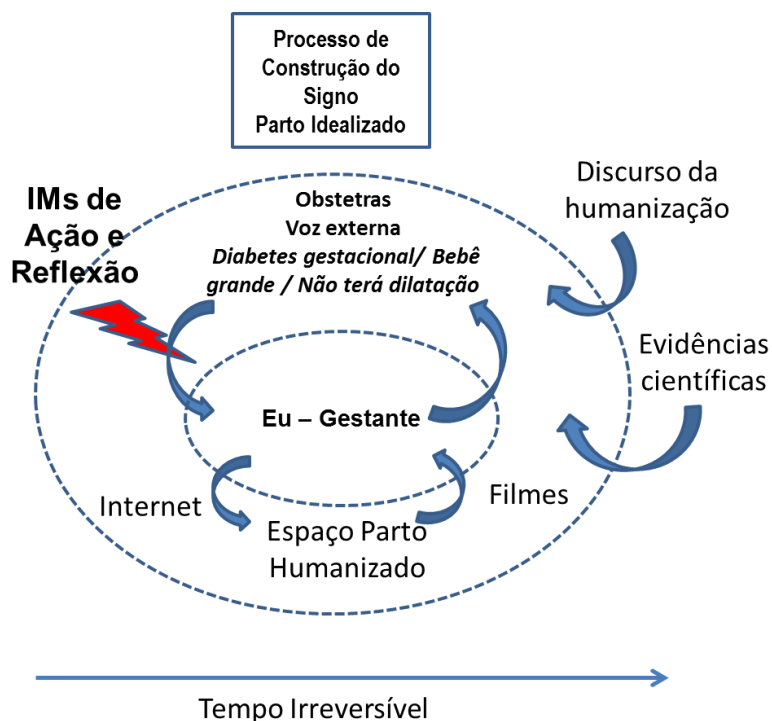 Processo de
Construção do
Signo
Parto Idealizado
IMs de
Ação e
Reflexão
Obstetras
Voz externa
Diabetes gestacional/ Bebê
grande / Não terá dilatação
Discurso da
humanização
Evidências
científicas
Eu – Gestante
Internet
Filmes
Espaço Parto
Humanizado
Tempo Irreversível